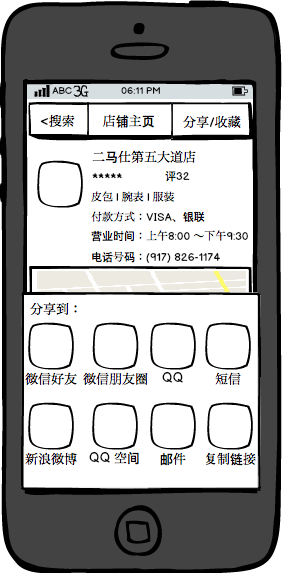 ABC 3G 06:11 PM
<搜索 店铺主页 分享/收藏
二马仕第五大道店
***** 评32
皮包 | 腕表 | 服装
付款方式：VISA、银联
营业时间：上午8:00 ～下午9:30
电话号码：(917) 826-1174
分享到：
微信好友 微信朋友圈 QQ 短信
新浪微博 QQ 空间 邮件 复制链接